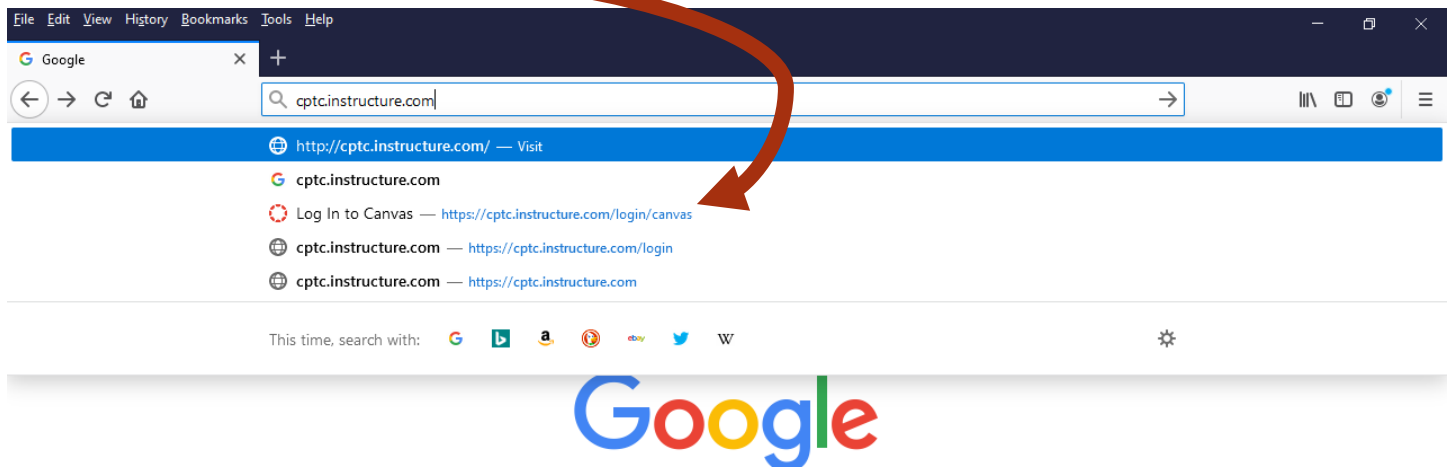 File Edit View History Bookmarks Tools Help
Google
cptc.instructure.com
http://cptc.instructure.com/ — Visit
cptc.instructure.com
Log In to Canvas — https://cptc.instructure.com/login/canvas
cptc.instructure.com — https://cptc.instructure.com/login
cptc.instructure.com — https://cptc.instructure.com
This time, search with: G b a ebay W
Google